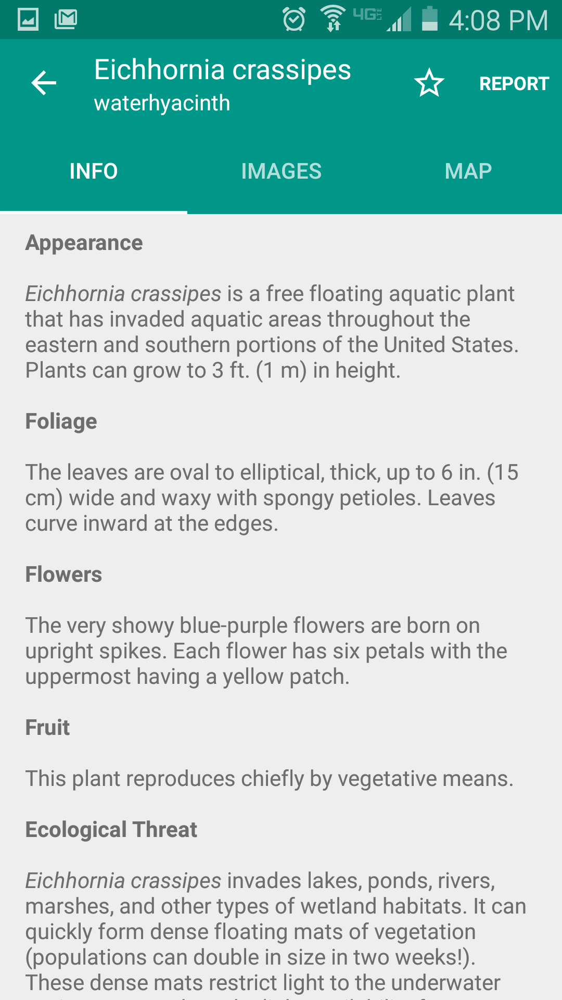 4G LTE 4:08 PM
Eichhornia crassipes
waterhyacinth
REPORT
INFO IMAGES MAP
Appearance
Eichhornia crassipes is a free floating aquatic plant
that has invaded aquatic areas throughout the
eastern and southern portions of the United States.
Plants can grow to 3 ft. (1 m) in height.
Foliage
The leaves are oval to elliptical, thick, up to 6 in. (15
cm) wide and waxy with spongy petioles. Leaves
curve inward at the edges.
Flowers
The very showy blue-purple flowers are born on
upright spikes. Each flower has six petals with the
uppermost having a yellow patch.
Fruit
This plant reproduces chiefly by vegetative means.
Ecological Threat
Eichhornia crassipes invades lakes, ponds, rivers,
marshes, and other types of wetland habitats. It can
quickly form dense floating mats of vegetation
(populations can double in size in two weeks!).
These dense mats restrict light to the underwater